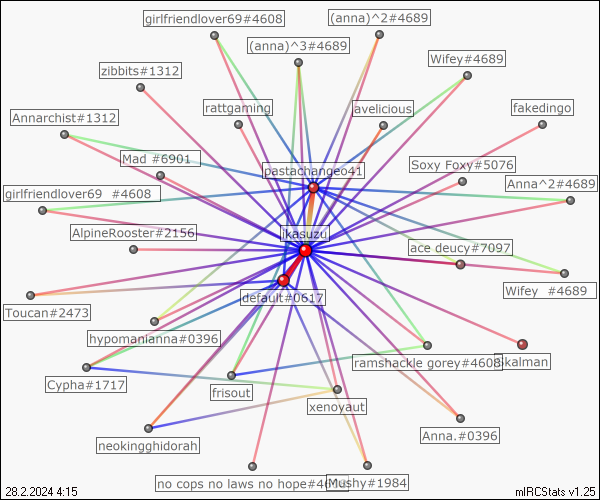 girlfriendlover69#4608
(anna)^2#4689
(anna)^3#4689
Wifey#4689
zibbits#1312
rattgaming
avelicious
fakedingo
Annarchist#1312
Mad #6901
pastachangeo41
Soxy Foxy#5076
Anna^2#4689
girlfriendlover69 #4608
AlpineRooster#2156
jkasuzu
ace deucy#7097
Wifey #4689
default#0617
Toucan#2473
hypomanianna#0396
ramshackle gorey#4608
kalman
Cypha#1717
frisout
xenoyaut
Anna.#0396
neokingghidorah
no cops no laws no hope#46
Mushy#1984
28.2.2024 4:15
mIRCStats v1.25